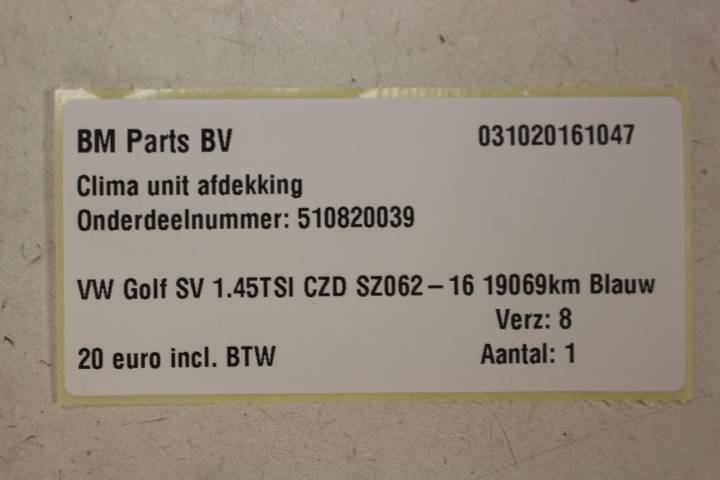 BM Parts BV 031020161047
Clima unit afdekking
Onderdeelnummer: 510820039
VW Golf SV 1.45TSI CZD SZ062-16 19069km Blauw
Verz: 8
20 euro incl. BTW Aantal: 1